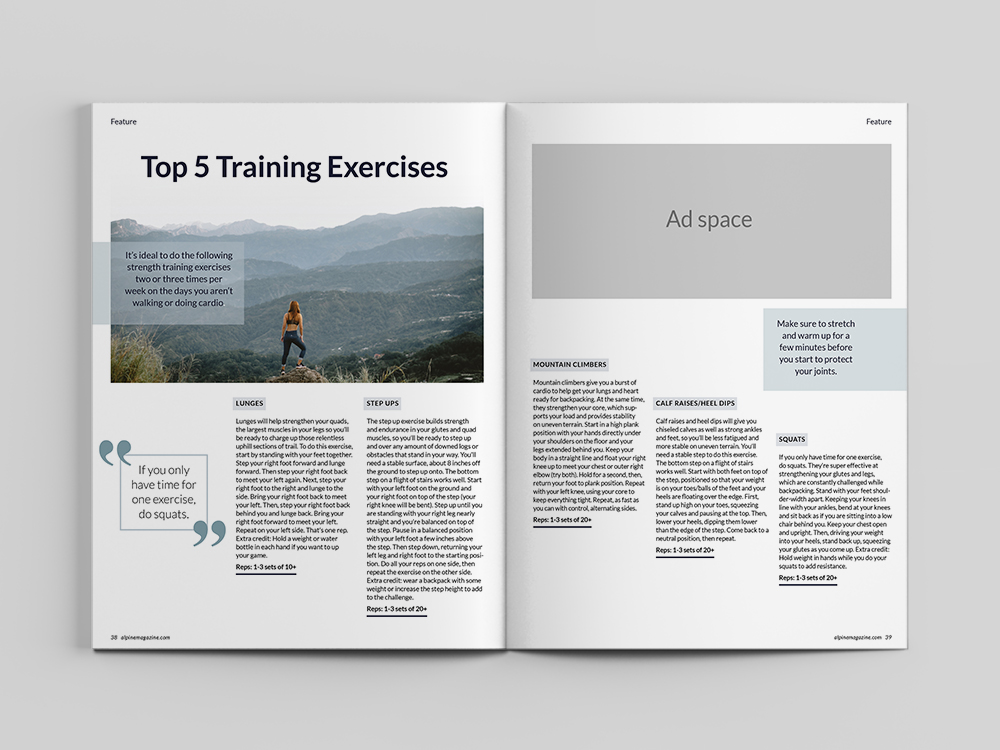 Feature
Top 5 Training Exercises
It's ideal to do the following
strength training exercises
two or three times per
week on the days you aren't
walking or doing cardio
If you only
have time for
one exercise,
do squats.
LUNGES
Lunges will help strengthen your quads,
the largest muscles in your legs so you'll
be ready to charge up those relentless
uphill sections of trail. To do this exercise,
start by standing with your feet together.
Step your right foot forward and lunge
forward. Then step your right foot back
to meet your left again. Next, step your
right foot to the right and lunge to the
side. Bring your right foot back to meet
your left. Then, step your right foot back
behind you and lunge back. Bring your
right foot forward to meet your left.
Repeat on your left side. That's one rep.
Extra credit: Hold a weight or water
bottle in each hand if you want to up
your game.
Reps: 1-3 sets of 10+
STEP UPS
The step up exercise builds strength
and endurance in your glutes and quad
muscles, so you'll be ready to step up
and over any amount of downed logs or
obstacles that stand in your way. You'll
need a stable surface, about 8 inches off
the ground to step up onto. The bottom
step on a flight of stairs works well. Start
with your left foot on the ground and
your right foot on top of the step (your
right knee will be bent). Step up until you
are standing with your right leg nearly
straight and you're balanced on top of
the step. Pause in a balanced position
with your left foot a few inches above
the step. Then step down, returning your
left leg and right foot to the starting posi-
tion. Do all your reps on one side, then
repeat the exercise on the other side.
Extra credit: wear a backpack with some
weight or increase the step height to add
to the challenge.
Reps: 1-3 sets of 20+
38 alpinemagazine.com
Feature
Ad space
Make sure to stretch
and warm up for a
few minutes before
you start to protect
your joints.
MOUNTAIN CLIMBERS
Mountain climbers give you a burst of
cardio to help get your lungs and heart
ready for backpacking. At the same time,
they strengthen your core, which sup-
ports your load and provides stability
on uneven terrain. Start in a high plank
position with your hands directly under
your shoulders on the floor and your
legs extended behind you. Keep your
body in a straight line and float your right
knee up to meet your chest or outer right
elbow (try both). Hold for a second, then,
return your foot to plank position. Repeat
with your left knee, using your core to
keep everything tight. Repeat, as fast as
you can with control, alternating sides.
Reps: 1-3 sets of 20+
CALF RAISES/HEEL DIPS
Calf raises and heel dips will give you
chiseled calves as well as strong ankles
and feet, so you'll be less fatigued and
more stable on uneven terrain. You'll
need a stable step to do this exercise.
The bottom step on a flight of stairs
works well. Start with both feet on top of
the step, positioned so that your weight
is on your toes/balls of the feet and your
heels are floating over the edge. First,
stand up high on your toes, squeezing
your calves and pausing at the top. Then,
lower your heels, dipping them lower
than the edge of the step. Come back to a
neutral position, then repeat.
Reps: 1-3 sets of 20+
SQUATS
If you only have time for one exercise,
do squats. They're super effective at
strengthening your glutes and legs,
which are constantly challenged while
backpacking. Stand with your feet shoul-
der-width apart. Keeping your knees in
line with your ankles, bend at your knees
and sit back as if you are sitting into a low
chair behind you. Keep your chest open
and upright. Then, driving your weight
into your heels, stand back up, squeezing
your glutes as you come up. Extra credit:
Hold weight in hands while you do your
squats to add resistance.
Reps: 1-3 sets of 20+
alpinemagazine.com 39